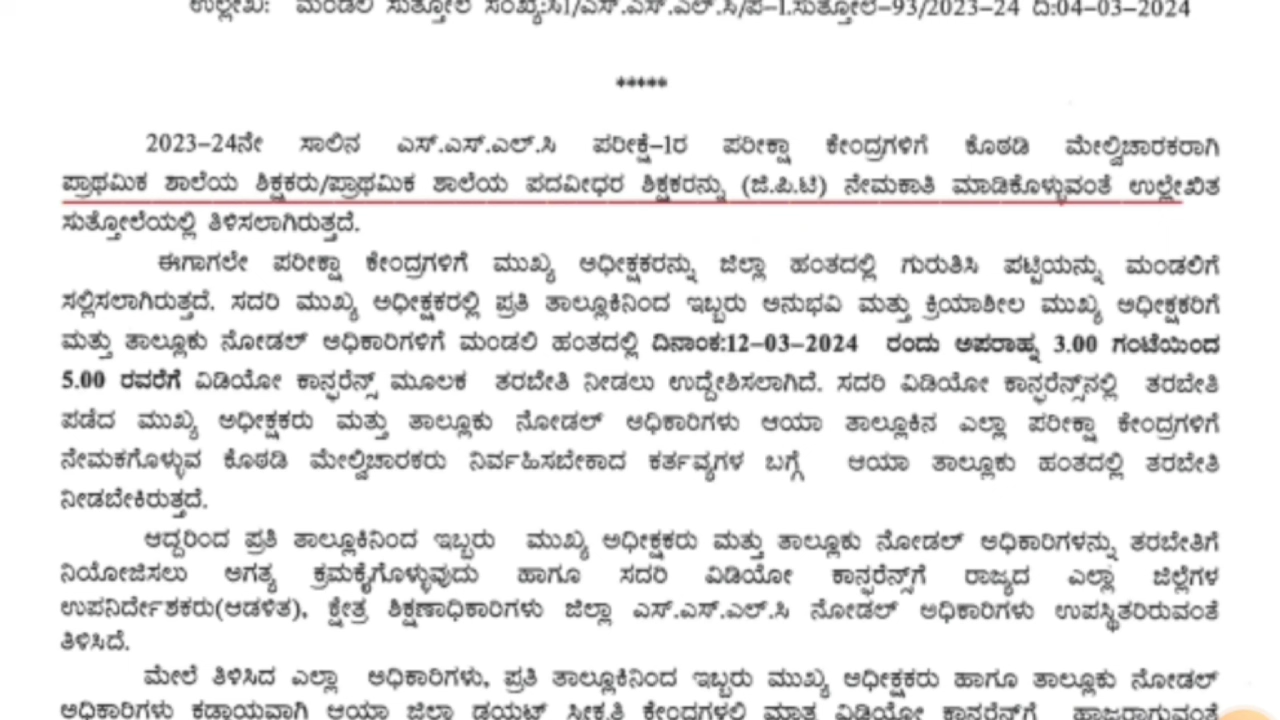 ಉಲ್ಲೇಖ: ಮಂಡಲಿ ಸುತ್ತೋಲೆ ಸಂಖ್ಯೆ:ಸಿ1/ಎಸ್.ಎಸ್.ಎಲ್.ಸಿ/ಪ-1.ಸುತ್ತೋಲೆ-93/2023-24 ದಿ:04-03-2024
*****
2023-24ನೇ ಸಾಲಿನ ಎಸ್.ಎಸ್.ಎಲ್.ಸಿ ಪರೀಕ್ಷೆ-1ರ ಪರೀಕ್ಷಾ ಕೇಂದ್ರಗಳಿಗೆ ಕೊಠಡಿ ಮೇಲ್ವಿಚಾರಕರಾಗಿ
ಪ್ರಾಥಮಿಕ ಶಾಲೆಯ ಶಿಕ್ಷಕರು/ಪ್ರಾಥಮಿಕ ಶಾಲೆಯ ಪದವೀಧರ ಶಿಕ್ಷಕರನ್ನು (ಜಿ.ಪಿ.ಟಿ) ನೇಮಕಾತಿ ಮಾಡಿಕೊಳ್ಳುವಂತೆ ಉಲ್ಲೇಖಿತ
ಸುತ್ತೋಲೆಯಲ್ಲಿ ತಿಳಿಸಲಾಗಿರುತ್ತದೆ.
ಈಗಾಗಲೇ ಪರೀಕ್ಷಾ ಕೇಂದ್ರಗಳಿಗೆ ಮುಖ್ಯ ಅಧೀಕ್ಷಕರನ್ನು ಜಿಲ್ಲಾ ಹಂತದಲ್ಲಿ ಗುರುತಿಸಿ ಪಟ್ಟಿಯನ್ನು ಮಂಡಲಿಗೆ
ಸಲ್ಲಿಸಲಾಗಿರುತ್ತದೆ. ಸದರಿ ಮುಖ್ಯ ಅಧೀಕ್ಷಕರಲ್ಲಿ ಪ್ರತಿ ತಾಲ್ಲೂಕಿನಿಂದ ಇಬ್ಬರು ಅನುಭವಿ ಮತ್ತು ಕ್ರಿಯಾಶೀಲ ಮುಖ್ಯ ಅಧೀಕ್ಷಕರಿಗೆ
ಮತ್ತು ತಾಲ್ಲೂಕು ನೋಡಲ್ ಅಧಿಕಾರಿಗಳಿಗೆ ಮಂಡಲಿ ಹಂತದಲ್ಲಿ ದಿನಾಂಕ:12-03-2024 ರಂದು ಅಪರಾಹ್ನ 3.00 ಗಂಟೆಯಿಂದ
5.00 ರವರೆಗೆ ವಿಡಿಯೋ ಕಾನ್ಫರೆನ್ಸ್ ಮೂಲಕ ತರಬೇತಿ ನೀಡಲು ಉದ್ದೇಶಿಸಲಾಗಿದೆ. ಸದರಿ ವಿಡಿಯೋ ಕಾನ್ಫರೆನ್ಸ್‌ನಲ್ಲಿ ತರಬೇತಿ
ಪಡೆದ ಮುಖ್ಯ ಅಧೀಕ್ಷಕರು ಮತ್ತು ತಾಲ್ಲೂಕು ನೋಡಲ್ ಅಧಿಕಾರಿಗಳು ಆಯಾ ತಾಲ್ಲೂಕಿನ ಎಲ್ಲಾ ಪರೀಕ್ಷಾ ಕೇಂದ್ರಗಳಿಗೆ
ನೇಮಕಗೊಳ್ಳುವ ಕೊಠಡಿ ಮೇಲ್ವಿಚಾರಕರು ನಿರ್ವಹಿಸಬೇಕಾದ ಕರ್ತವ್ಯಗಳ ಬಗ್ಗೆ ಆಯಾ ತಾಲ್ಲೂಕು ಹಂತದಲ್ಲಿ ತರಬೇತಿ
ನೀಡಬೇಕಿರುತ್ತದೆ.
ಆದ್ದರಿಂದ ಪ್ರತಿ ತಾಲ್ಲೂಕಿನಿಂದ ಇಬ್ಬರು ಮುಖ್ಯ ಅಧೀಕ್ಷಕರು ಮತ್ತು ತಾಲ್ಲೂಕು ನೋಡಲ್ ಅಧಿಕಾರಿಗಳನ್ನು ತರಬೇತಿಗೆ
ನಿಯೋಜಿಸಲು ಅಗತ್ಯ ಕ್ರಮಕೈಗೊಳ್ಳುವುದು ಹಾಗೂ ಸದರಿ ವಿಡಿಯೋ ಕಾನ್ಫರೆನ್ಸ್‌ಗೆ ರಾಜ್ಯದ ಎಲ್ಲಾ ಜಿಲ್ಲೆಗಳ
ಉಪನಿರ್ದೇಶಕರು(ಆಡಳಿತ), ಕ್ಷೇತ್ರ ಶಿಕ್ಷಣಾಧಿಕಾರಿಗಳು ಜಿಲ್ಲಾ ಎಸ್.ಎಸ್.ಎಲ್.ಸಿ ನೋಡಲ್ ಅಧಿಕಾರಿಗಳು ಉಪಸ್ಥಿತರಿರುವಂತೆ
ತಿಳಿಸಿದೆ.
ಮೇಲೆ ತಿಳಿಸಿದ ಎಲ್ಲಾ ಅಧಿಕಾರಿಗಳು, ಪ್ರತಿ ತಾಲ್ಲೂಕಿನಿಂದ ಇಬ್ಬರು ಮುಖ್ಯ ಅಧೀಕ್ಷಕರು ಹಾಗೂ ತಾಲ್ಲೂಕು ನೋಡಲ್
ಅಧಿಕಾರಿಗಳು ಕಡ್ಡಾಯವಾಗಿ ಆಯಾ ಜಿಲ್ಲಾ ಡಯಟ್ ಸ್ವೀಕೃತಿ ಕೇಂದ್ರಗಳಲ್ಲಿ ಮಾತ್ರ ವಿಡಿಯೋ ಕಾನ್ಫರೆನ್ಸ್‌ಗೆ ಹಾಜರಾಗುವಂತೆ